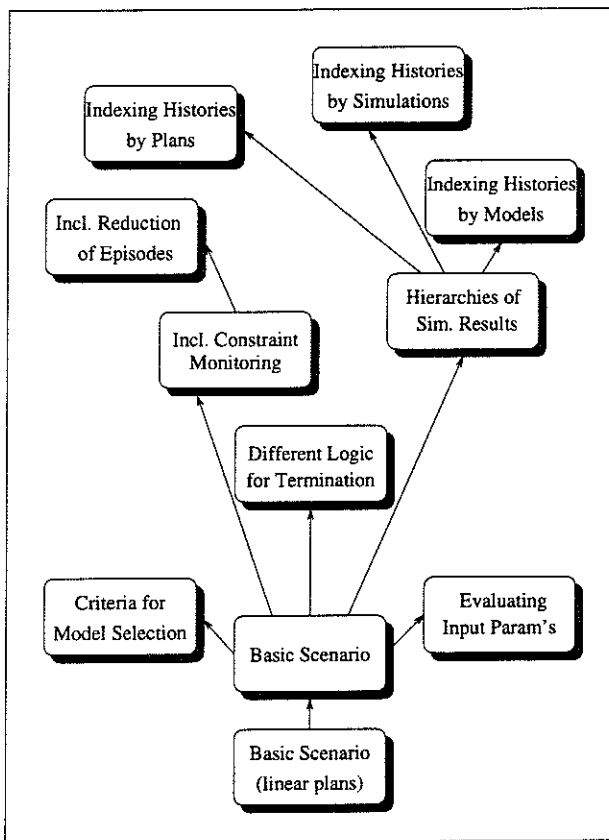 Indexing Histories
by Simulations
Indexing Histories
by Plans
Indexing Histories
by Models
Incl. Reduction
of Episodes
Hierarchies of
Sim. Results
Incl. Constraint
Monitoring
Different Logic
for Termination
Criteria for
Model Selection
Evaluating
Input Param's
Basic Scenario
Basic Scenario
(linear plans)